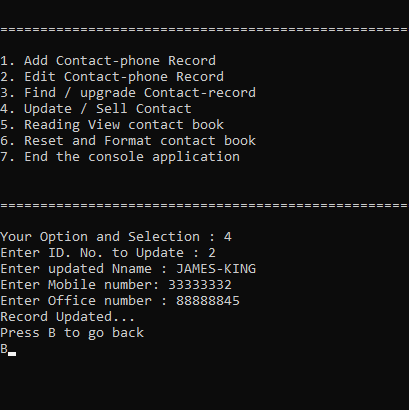 ====================================================
1. Add Contact-phone Record
2. Edit Contact-phone Record
3. Find / upgrade Contact-record
4. Update / Sell Contact
5. Reading View contact book
6. Reset and Format contact book
7. End the console application
====================================================
Your Option and Selection : 4
Enter ID. No. to Update : 2
Enter updated Nname : JAMES-KING
Enter Mobile number: 33333332
Enter Office number : 88888845
Record Updated...
Press B to go back
B